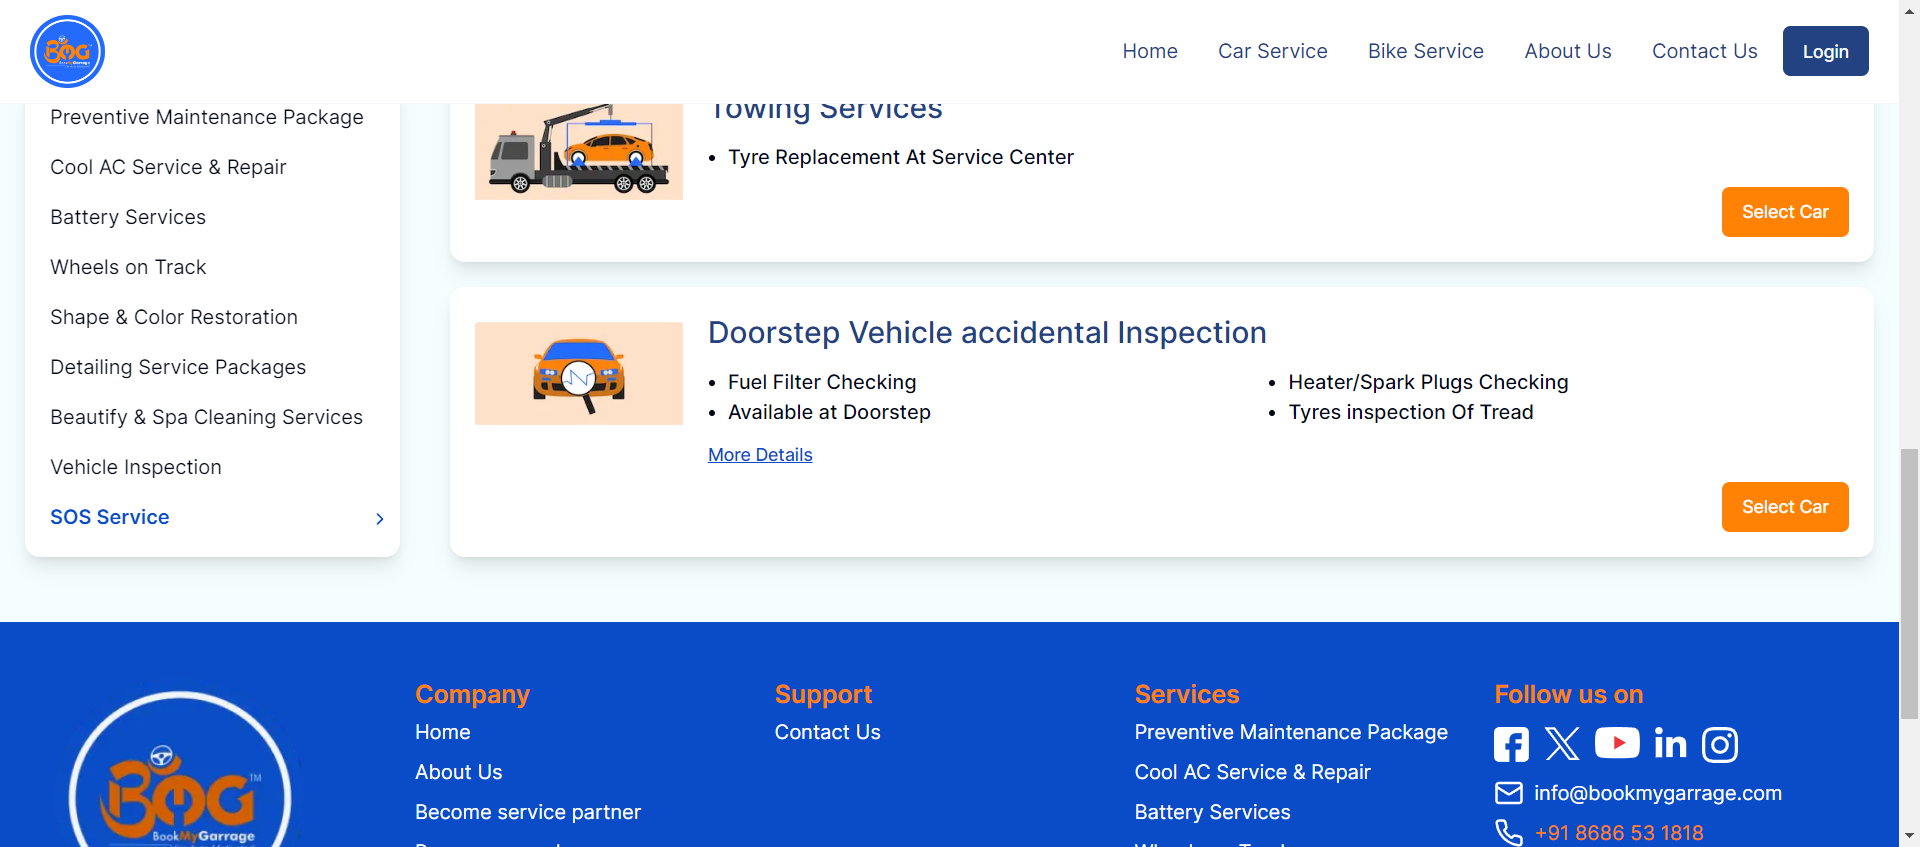 BMG
BookMyGarrage
Home
Car Service
Bike Service
About Us
Contact Us
Login
Preventive Maintenance Package
Cool AC Service & Repair
Battery Services
Wheels on Track
Shape & Color Restoration
Detailing Service Packages
Beautify & Spa Cleaning Services
Vehicle Inspection
SOS Service
Towing Services
Tyre Replacement At Service Center
Select Car
Doorstep Vehicle accidental Inspection
Fuel Filter Checking
Available at Doorstep
Heater/Spark Plugs Checking
Tyres inspection Of Tread
More Details
Select Car
BMG™
BookMyGarrage
Company
Home
About Us
Become service partner
Support
Contact Us
Services
Preventive Maintenance Package
Cool AC Service & Repair
Battery Services
Follow us on
info@bookmygarrage.com
+91 8686 53 1818